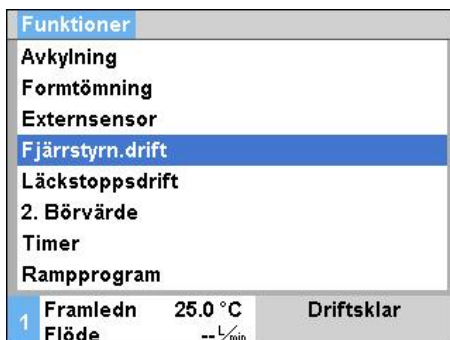 Funktioner
Avkylning
Formtömning
Externsensor
Fjärrstyrn.drift
Läckstoppsdrift
2. Börvärde
Timer
Rampprogram
1 Framledn 25.0 °C Driftsklar
Flöde -- L/min